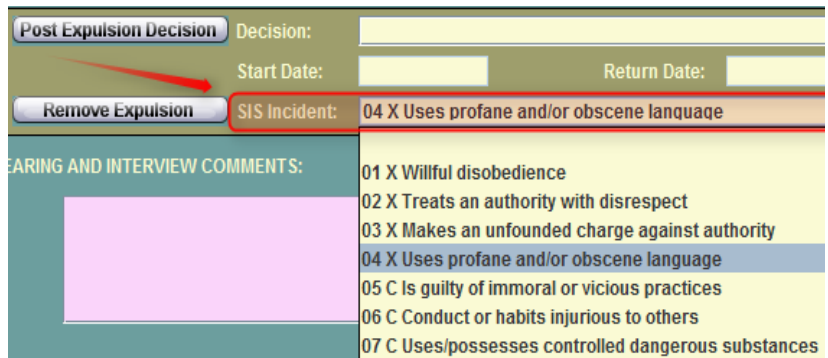 Post Expulsion Decision Decision:
Start Date: Return Date:
Remove Expulsion SIS Incident: 04 X Uses profane and/or obscene language
EARING AND INTERVIEW COMMENTS:
01 X Willful disobedience
02 X Treats an authority with disrespect
03 X Makes an unfounded charge against authority
04 X Uses profane and/or obscene language
05 C Is guilty of immoral or vicious practices
06 C Conduct or habits injurious to others
07 C Uses/possesses controlled dangerous substances